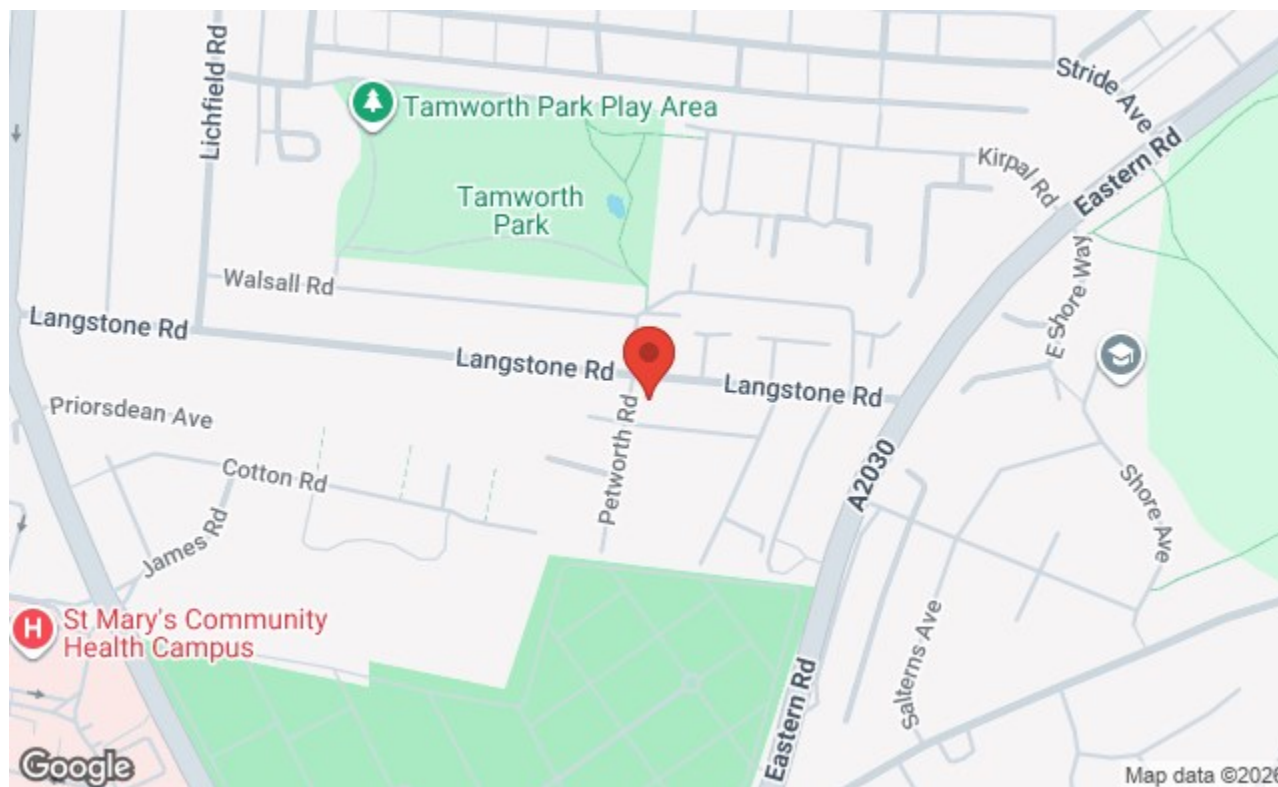 Lichfield Rd
Stride Ave
Tamworth Park Play Area
Eastern Rd
Kirpal Rd
Tamworth
Park
E Shore Way
Walsall Rd
Langstone Rd
Langstone Rd
Langstone Rd
Priorsdean Ave
Petworth Rd
A2030
Cotton Rd
Shore Ave
James Rd
H
St Mary's Community
Health Campus
Salterns Ave
Eastern Rd
Google
Map data ©2026